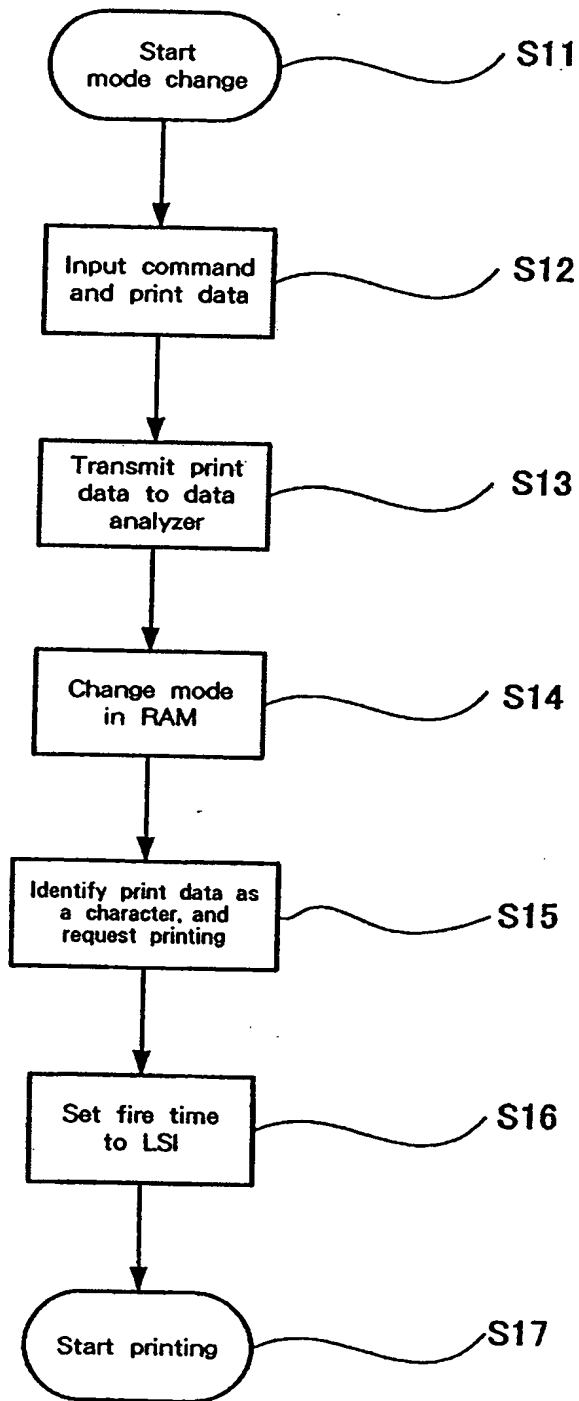 Start
mode change
S11
Input command
and print data
S12
Transmit print
data to data
analyzer
S13
Change mode
in RAM
S14
Identify print data as
a character, and
request printing
S15
Set fire time
to LSI
S16
Start printing
S17